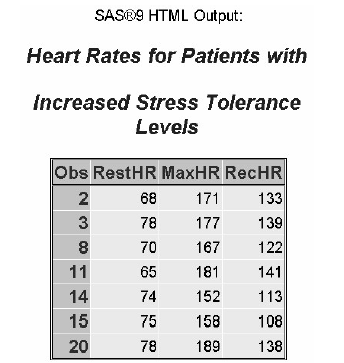 SAS®9 HTML Output:
Heart Rates for Patients with
Increased Stress Tolerance
Levels
Obs RestHR MaxHR RecHR
2 68 171 133
3 78 177 139
8 70 167 122
11 65 181 141
14 74 152 113
15 75 158 108
20 78 189 138